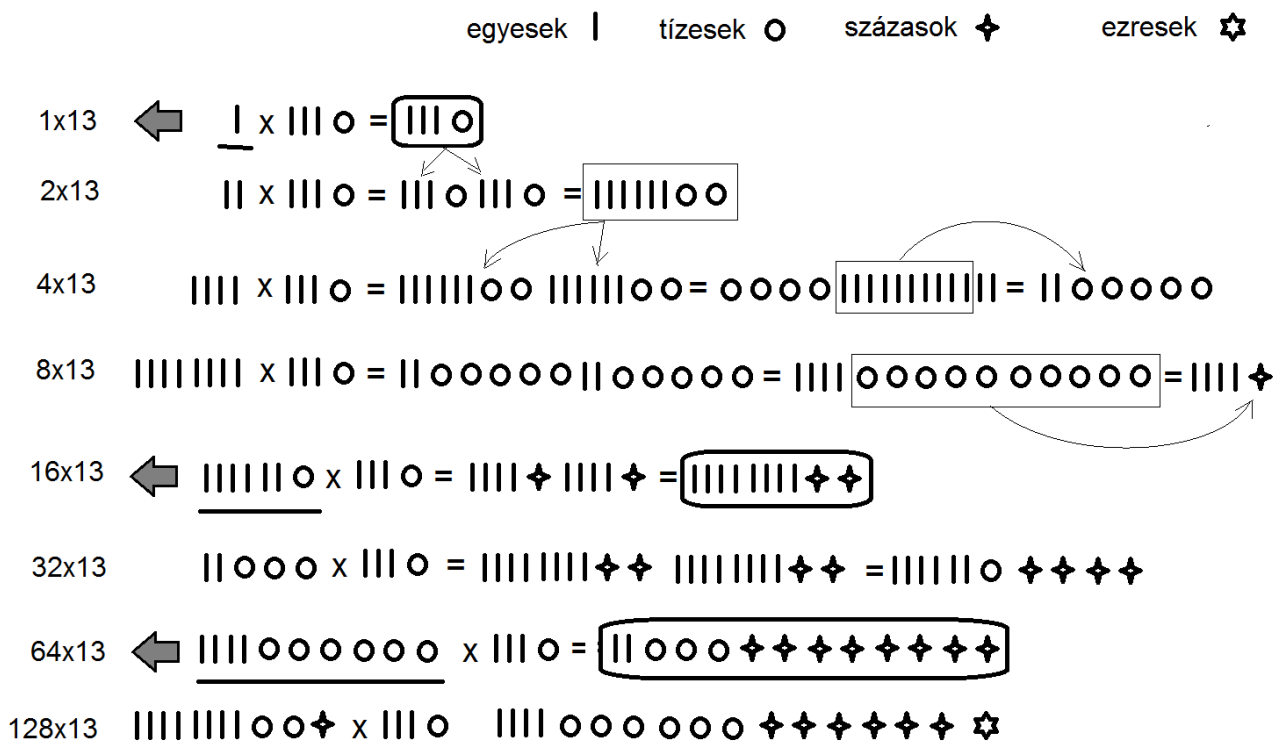 egyesek | tízesek o százasok ✦ ezresek ✡
1x13 | x ||| o = ||| o
2x13 || x ||| o = ||| o ||| o = |||||| o o
4x13 |||| x ||| o = |||||| o o |||||| o o = o o o o |||||||||| || = || o o o o o
8x13 |||| |||| x ||| o = || o o o o o || o o o o o = |||| o o o o o o o o o o = |||| ✦
16x13 |||| || o x ||| o = |||| ✦ |||| ✦ = |||| |||| ✦ ✦
32x13 || o o o x ||| o = |||| |||| ✦ ✦ |||| |||| ✦ ✦ = |||| || o ✦ ✦ ✦ ✦
64x13 |||| o o o o o o x ||| o = || o o o ✦ ✦ ✦ ✦ ✦ ✦ ✦ ✦
128x13 |||| |||| o o ✦ x ||| o |||| o o o o o o ✦ ✦ ✦ ✦ ✦ ✦ ✡